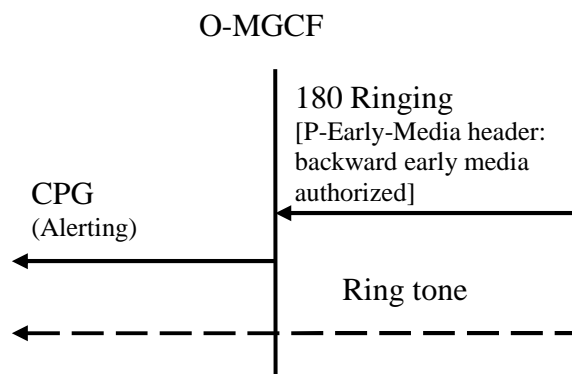 O-MGCF
180 Ringing
[P-Early-Media header:
backward early media
authorized]
CPG
(Alerting)
Ring tone